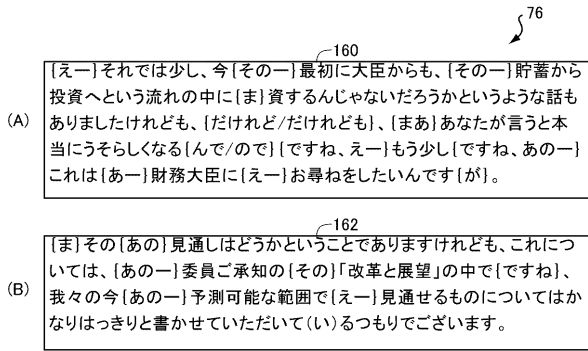 76
160
{えー}それでは少し、今{そのー}最初に大臣からも、{そのー}貯蓄から
投資へという流れの中に{ま}資するんじゃないだろうかというような話も
(A) ありましたけれども、{だけれど/だけれども}、{まあ}あなたが言うと本
当にうそらしくなる{んで/ので}{ですね、えー}もう少し{ですね、あのー}
これは{あー}財務大臣に{えー}お尋ねをしたいんです{が}。
162
{ま}その{あの}見通しはどうかということでありますけれども、これにつ
いては、{あのー}委員ご承知の{その}「改革と展望」の中で{ですね}、
(B) 我々の今{あのー}予測可能な範囲で{えー}見通せるものについてはか
なりはっきりと書かせていただいて(い)るつもりでございます。